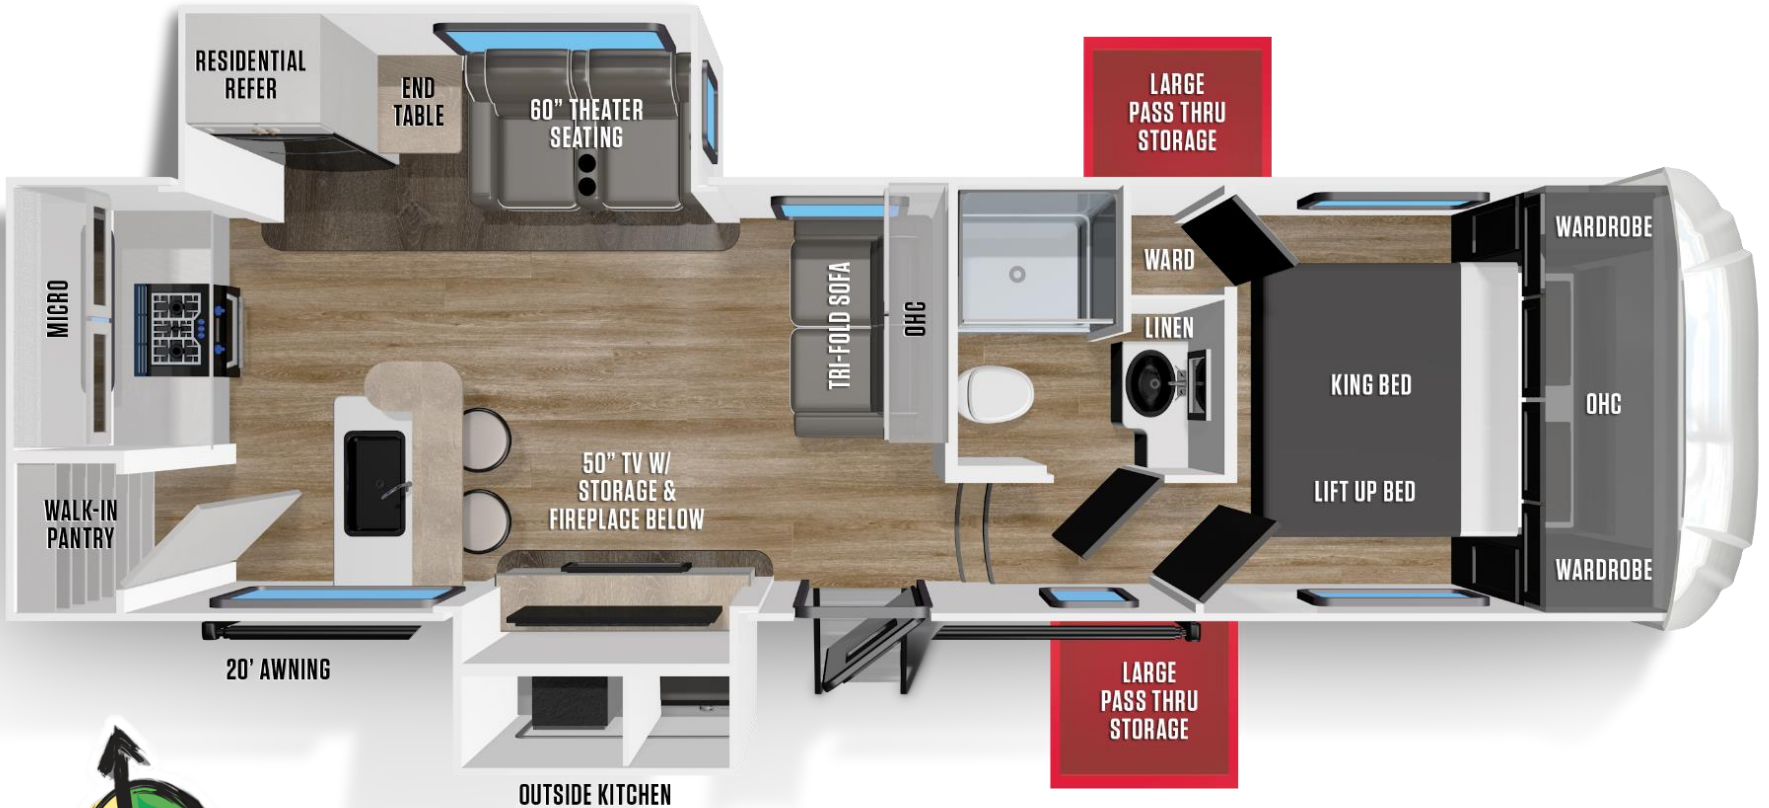 RESIDENTIAL
REFER
END
TABLE
60” THEATER
SEATING
LARGE
PASS THRU
STORAGE
MICRO
TRI-FOLD SOFA
OHC
WARD
LINEN
WARDROBE
KING BED
OHC
LIFT UP BED
WARDROBE
50” TV W/
STORAGE &
FIREPLACE BELOW
WALK-IN
PANTRY
20’ AWNING
LARGE
PASS THRU
STORAGE
OUTSIDE KITCHEN